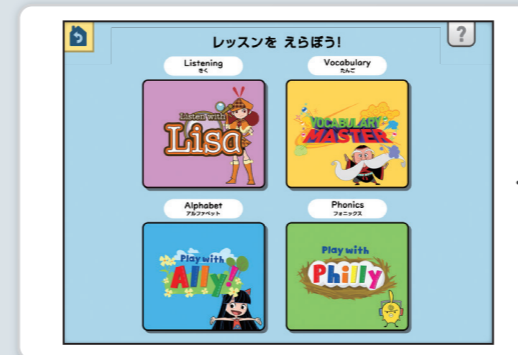 レッスンを えらぼう!
?
Listening
きく
Vocabulary
たんご
Listen with
Lisa
VOCABULARY
MASTER
Alphabet
アルファベット
Phonics
フォニックス
Play with
Ally!
Play with
Philly